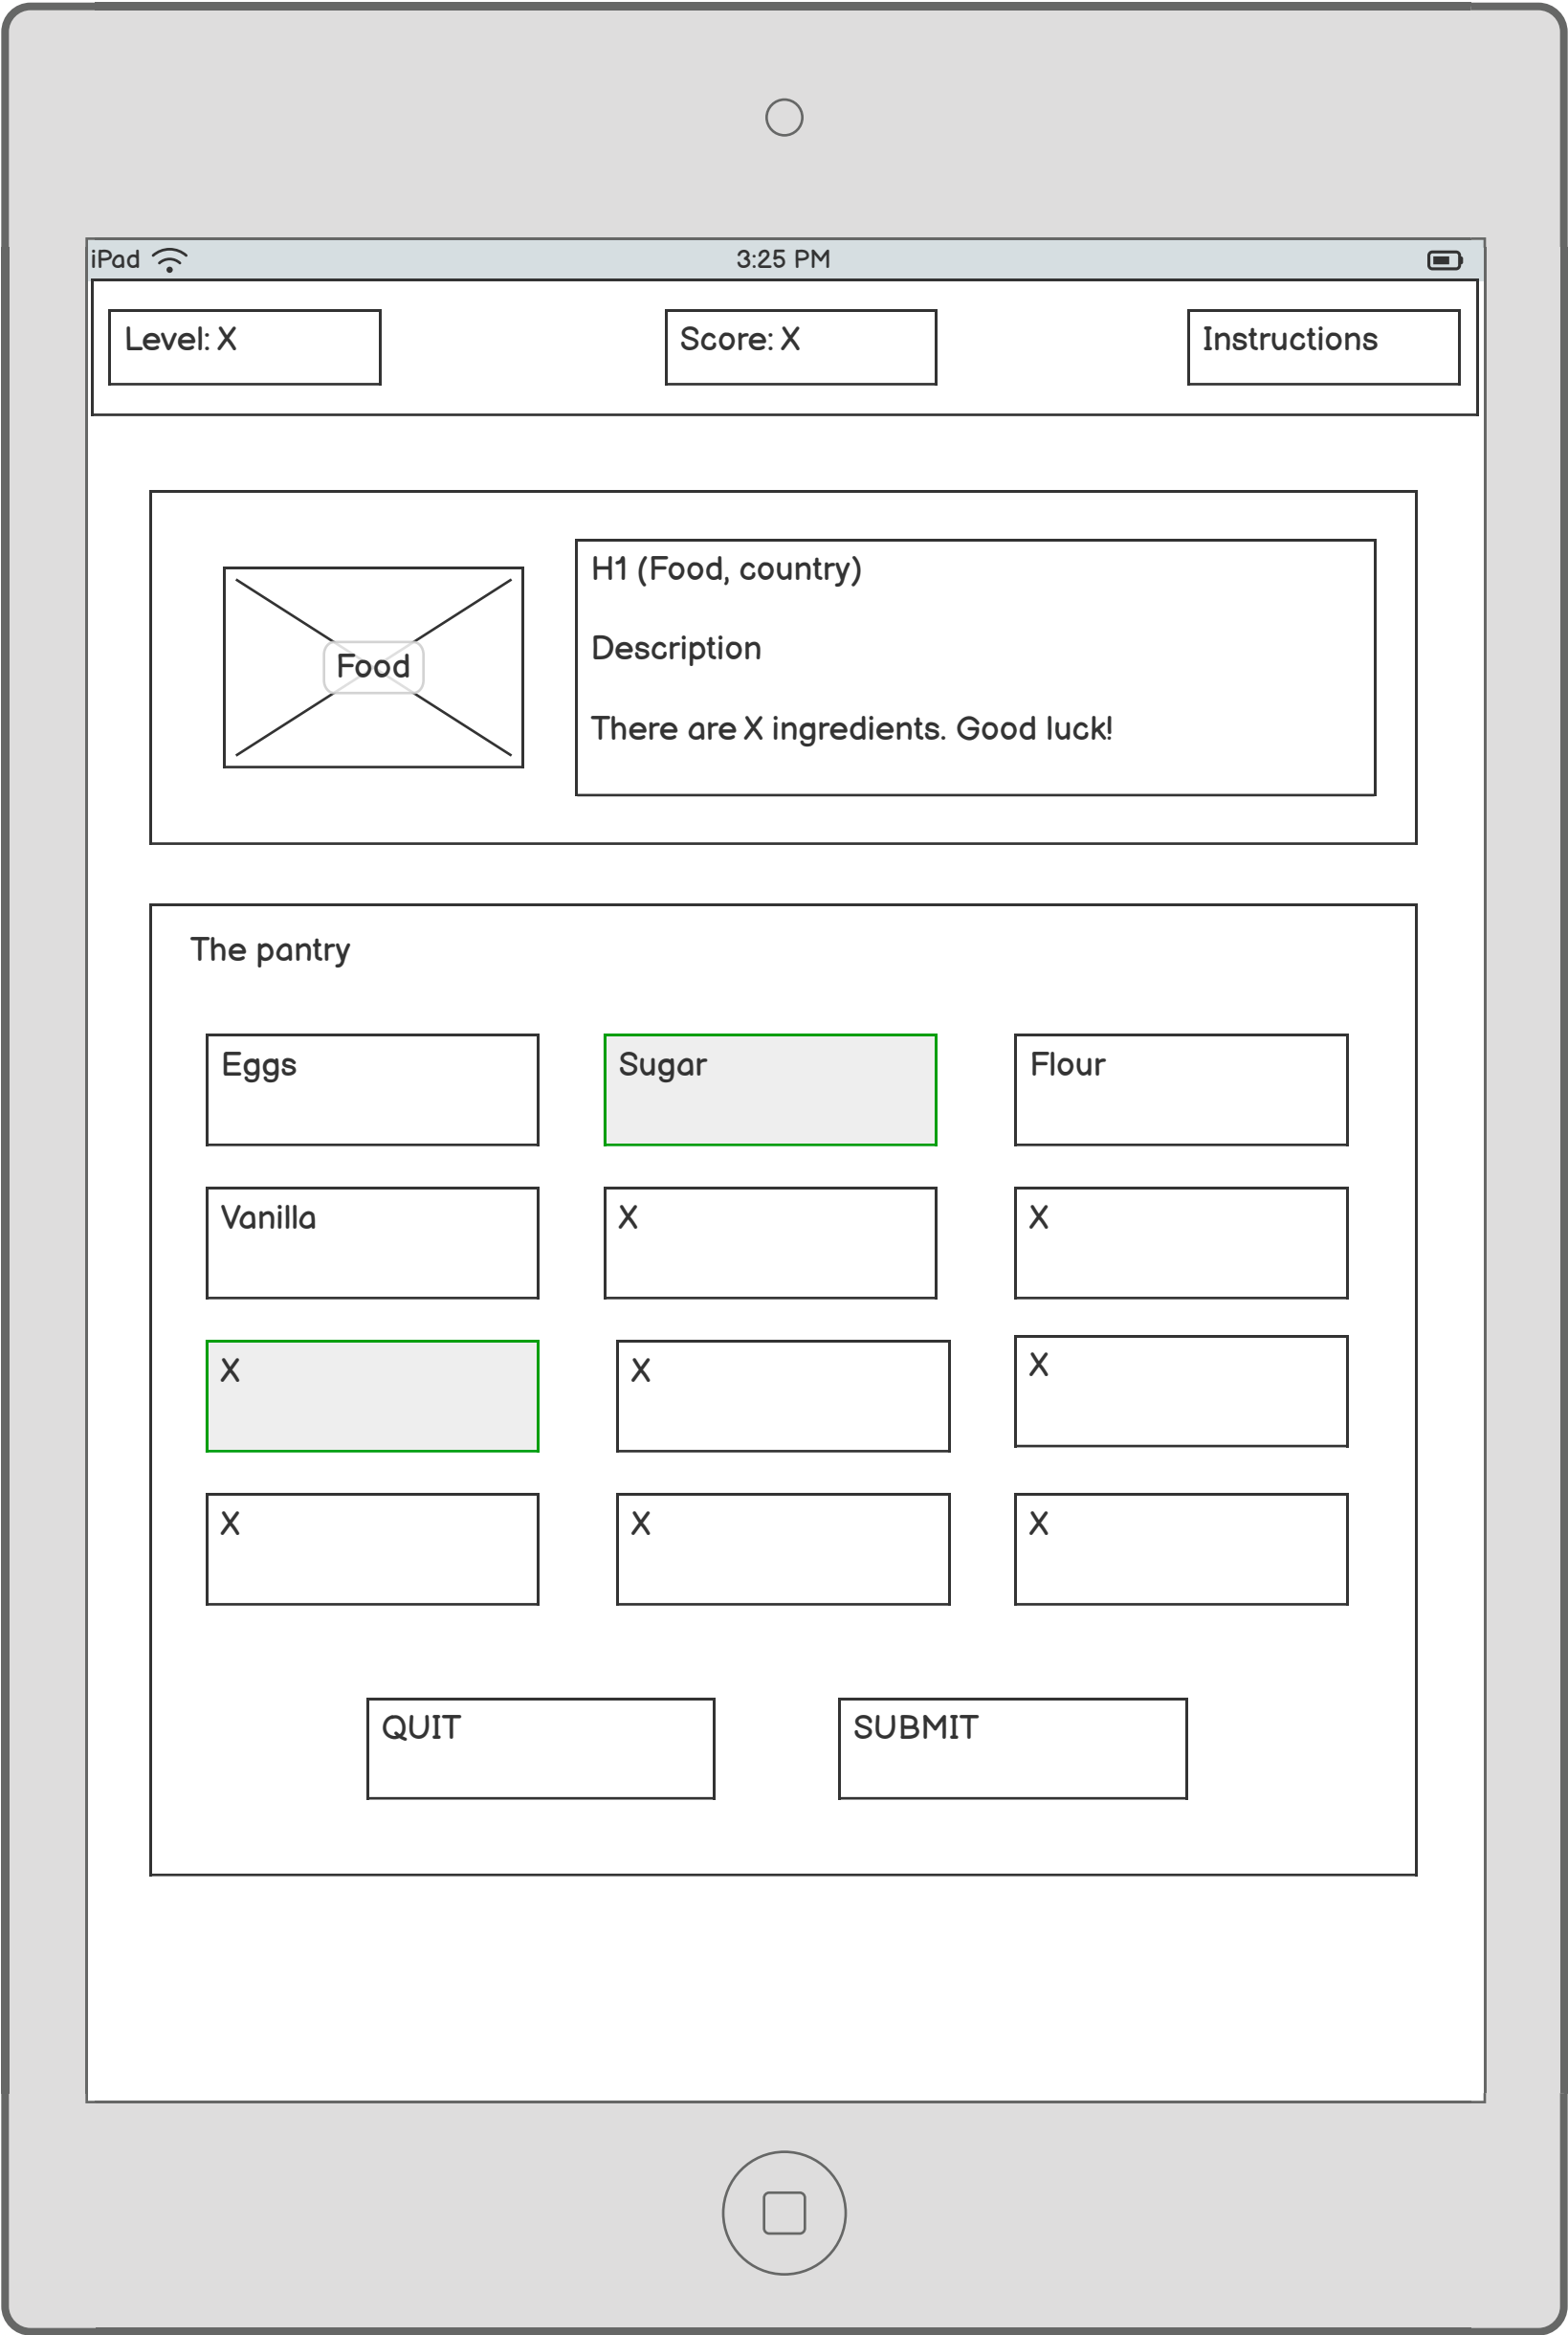 iPad 3:25 PM
Level: X Score: X Instructions
H1 (Food, country)
Food
Description
There are X ingredients. Good luck!
The pantry
Eggs Sugar Flour
Vanilla X X
X X X
X X X
QUIT SUBMIT